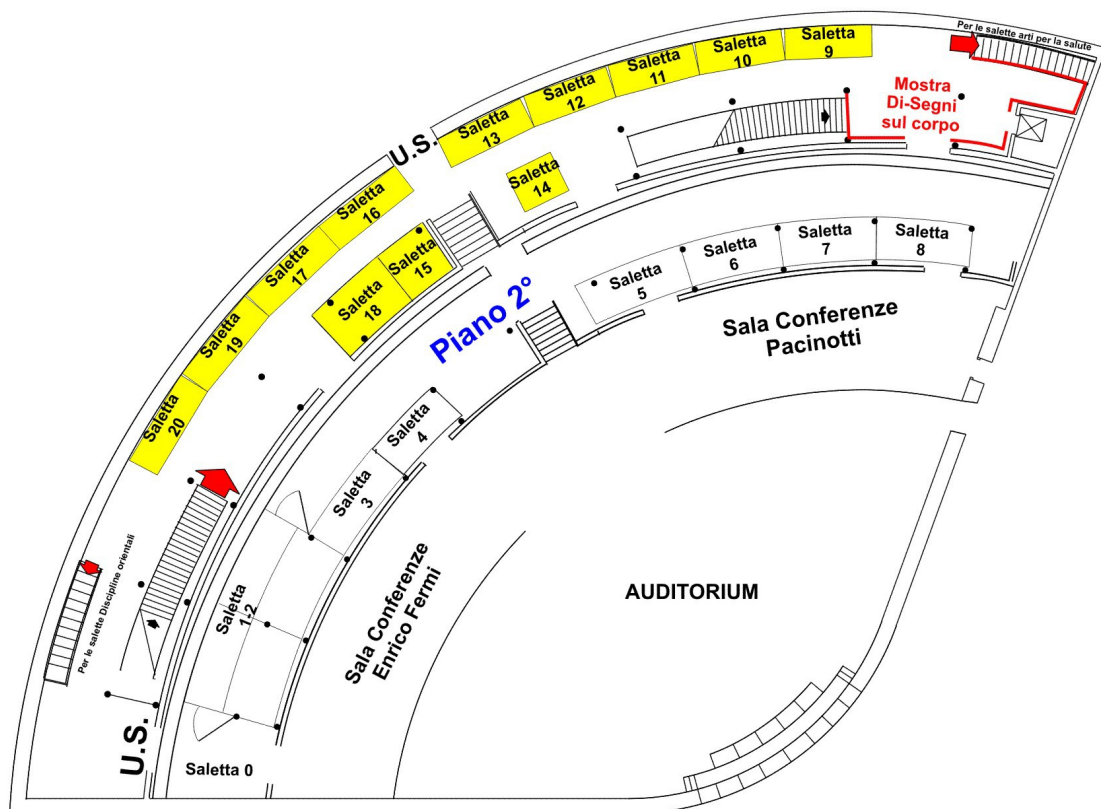 Per le salette arti per la salute
Saletta
9
Saletta
10
Saletta
11
Saletta
12
Saletta
13
Mostra
Di-Segni
sul corpo
U.S.
Saletta
14
Saletta
16
Saletta
15
Saletta
17
Saletta
18
Saletta
19
Saletta
20
Piano 2°
Saletta
8
Saletta
7
Saletta
6
Saletta
5
Sala Conferenze
Pacinotti
Saletta
4
Saletta
3
Saletta
1-2
Sala Conferenze
Enrico Fermi
AUDITORIUM
Per le salette Discipline orientali
U.S.
Saletta 0